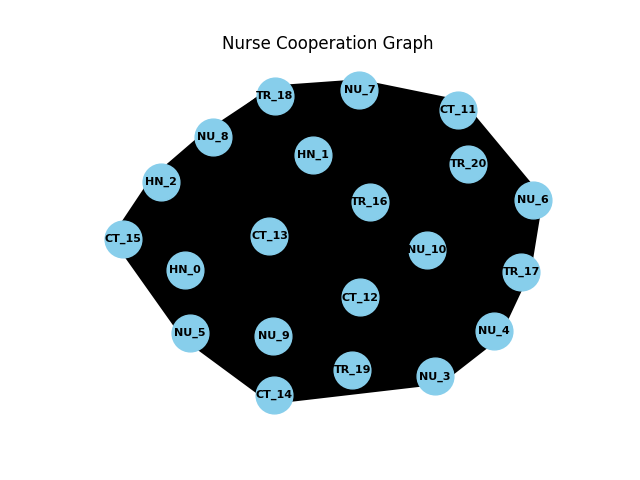 Nurse Cooperation Graph
NU_7
TR_18
CT_11
NU_8
HN_1
TR_20
HN_2
TR_16
NU_6
CT_13
CT_15
NU_10
HN_0
TR_17
CT_12
NU_5
NU_9
NU_4
TR_19
NU_3
CT_14